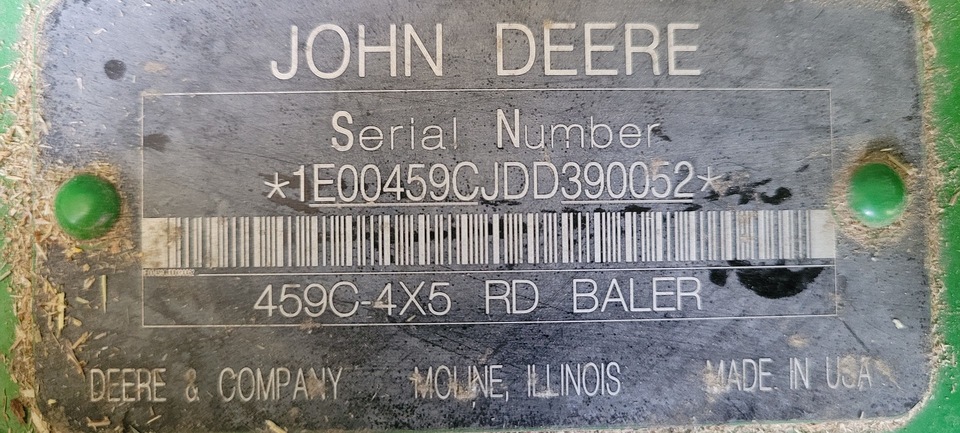 JOHN DEERE
Serial Number
*1E00459CJDD390052*
459C-4X5 RD BALER
DEERE & COMPANY MOLINE, ILLINOIS MADE IN USA